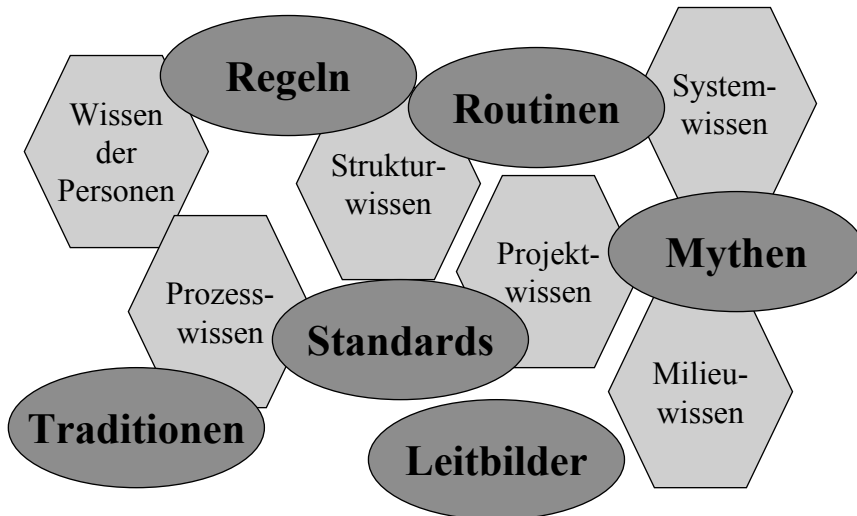 Regeln
Routinen
System-
wissen
Wissen
der
Personen
Struktur-
wissen
Projekt-
wissen
Mythen
Prozess-
wissen
Standards
Milieu-
wissen
Traditionen
Leitbilder